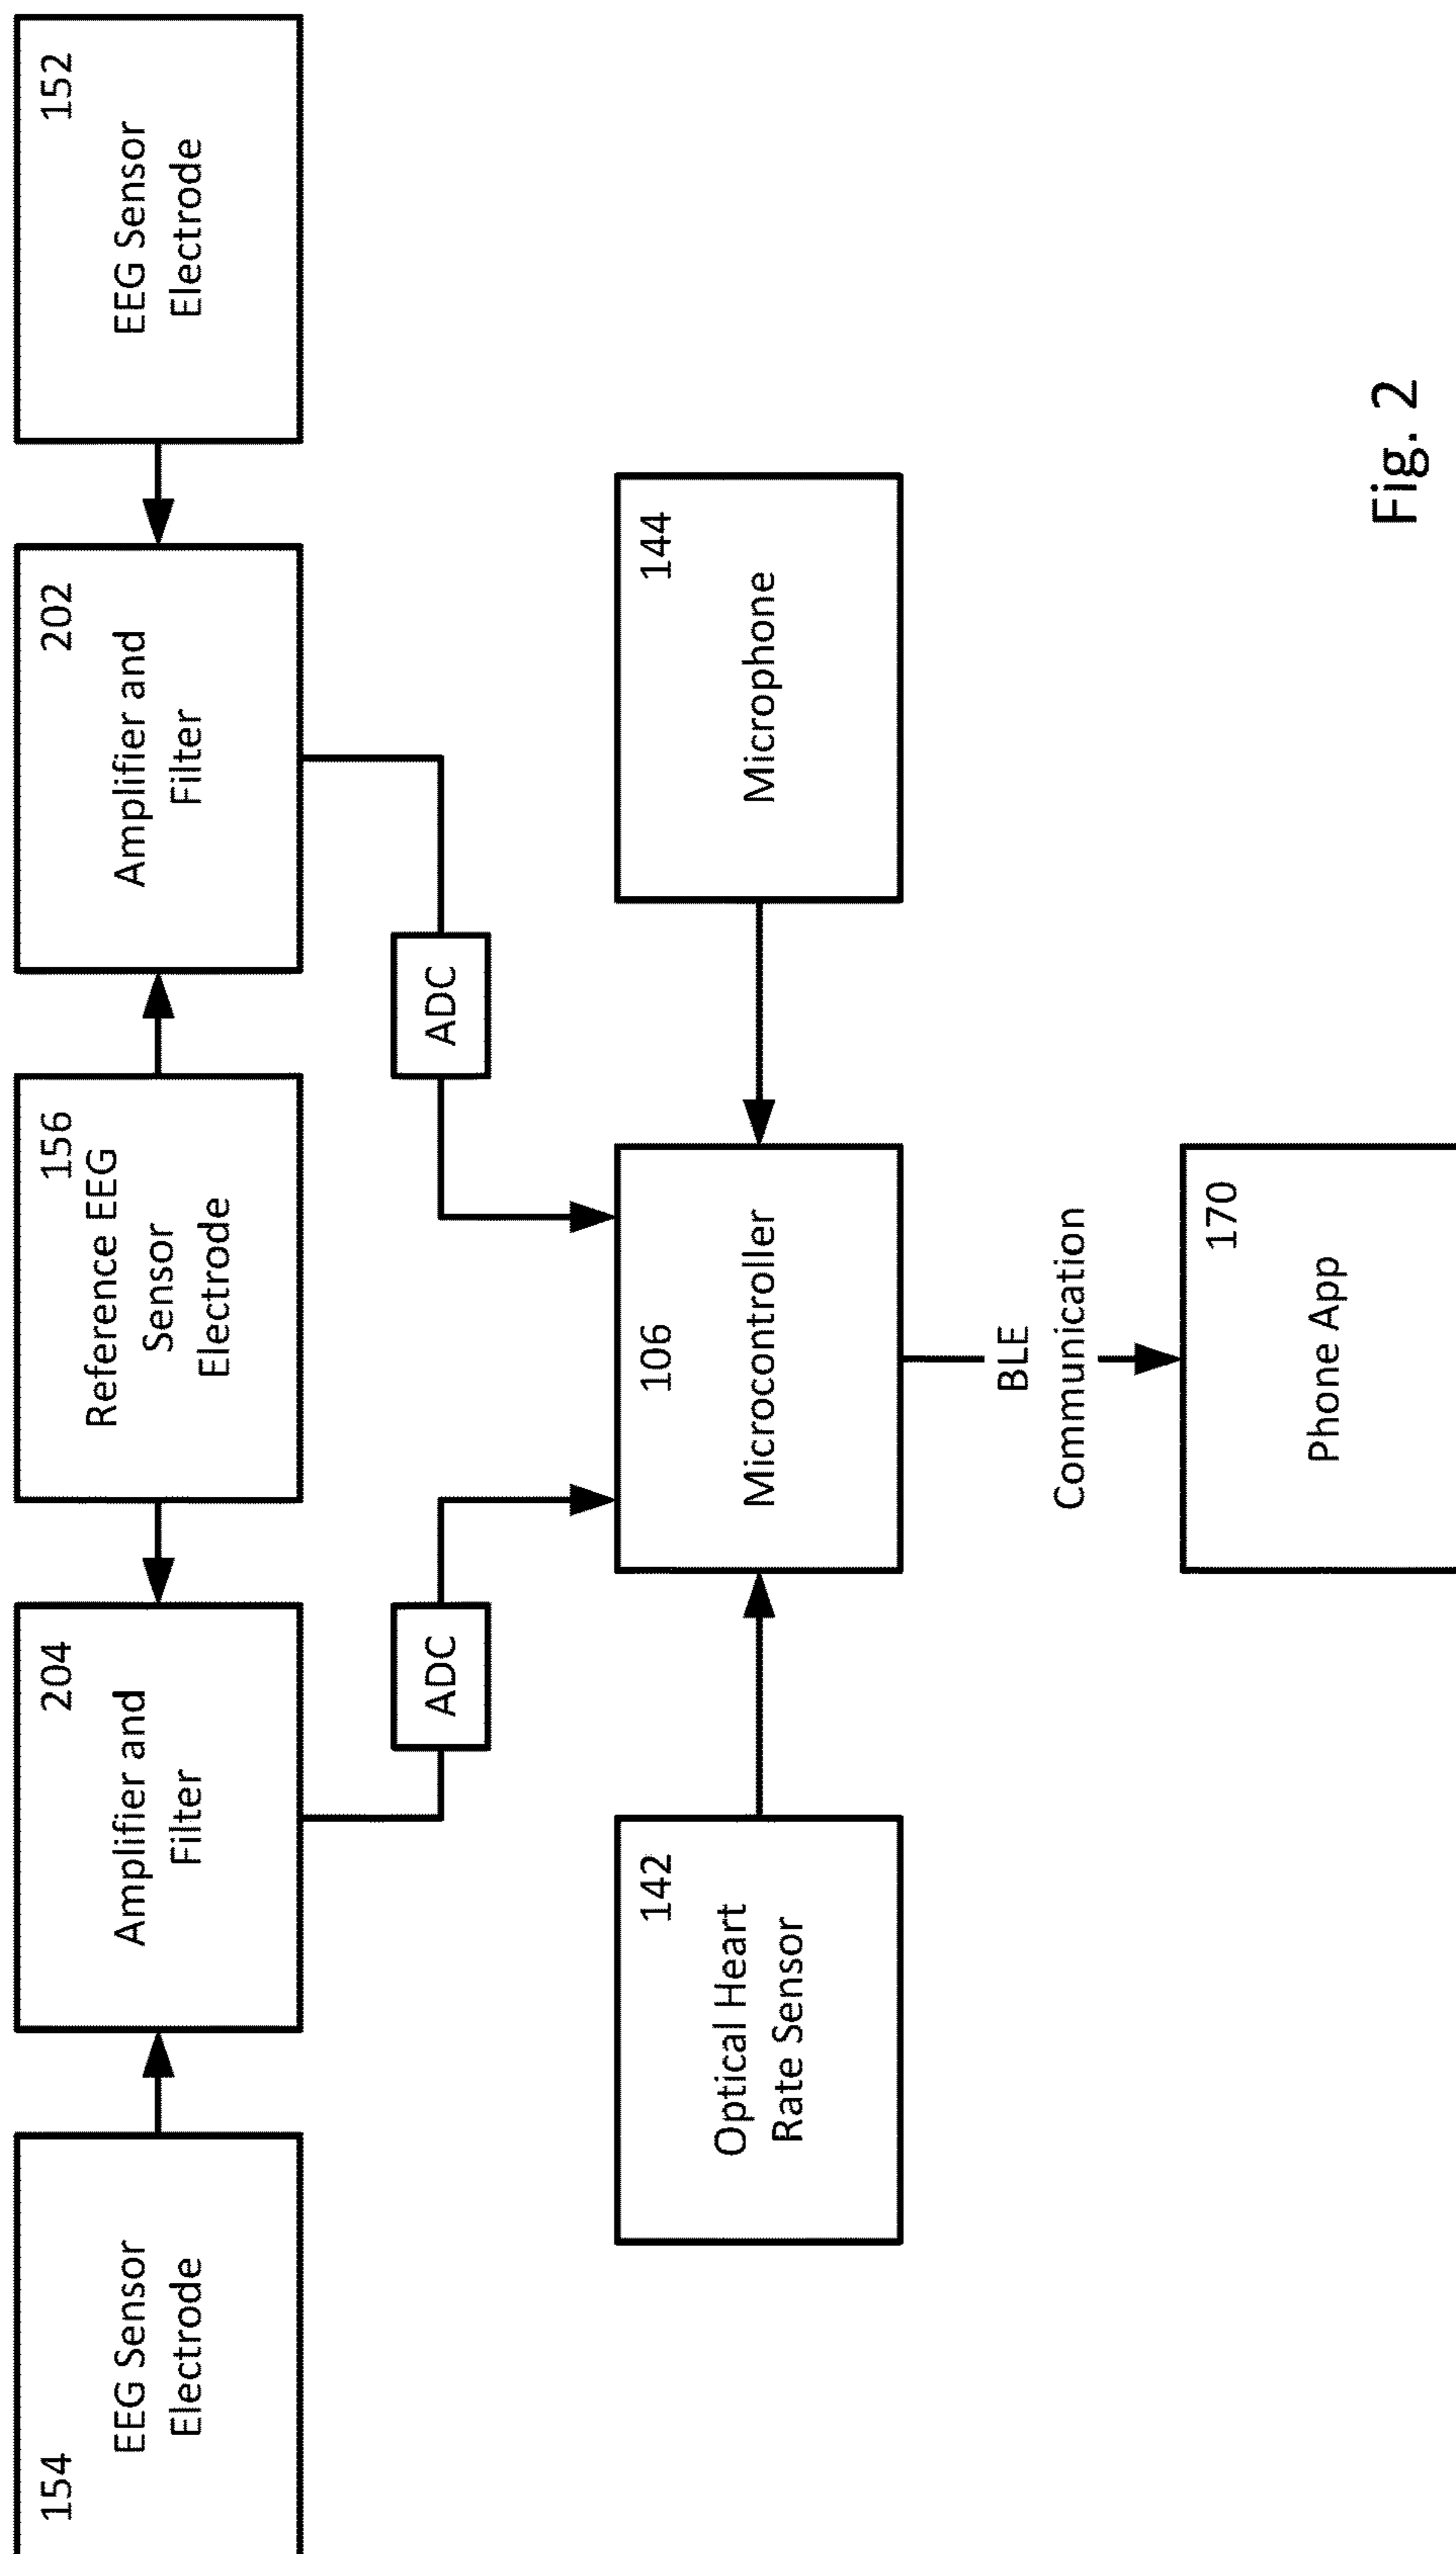 154
EEG Sensor
Electrode
204
Amplifier and
Filter
156
Reference EEG
Sensor
Electrode
202
Amplifier and
Filter
152
EEG Sensor
Electrode
ADC
ADC
142
Optical Heart
Rate Sensor
106
Microcontroller
144
Microphone
BLE
Communication
170
Phone App
Fig. 2